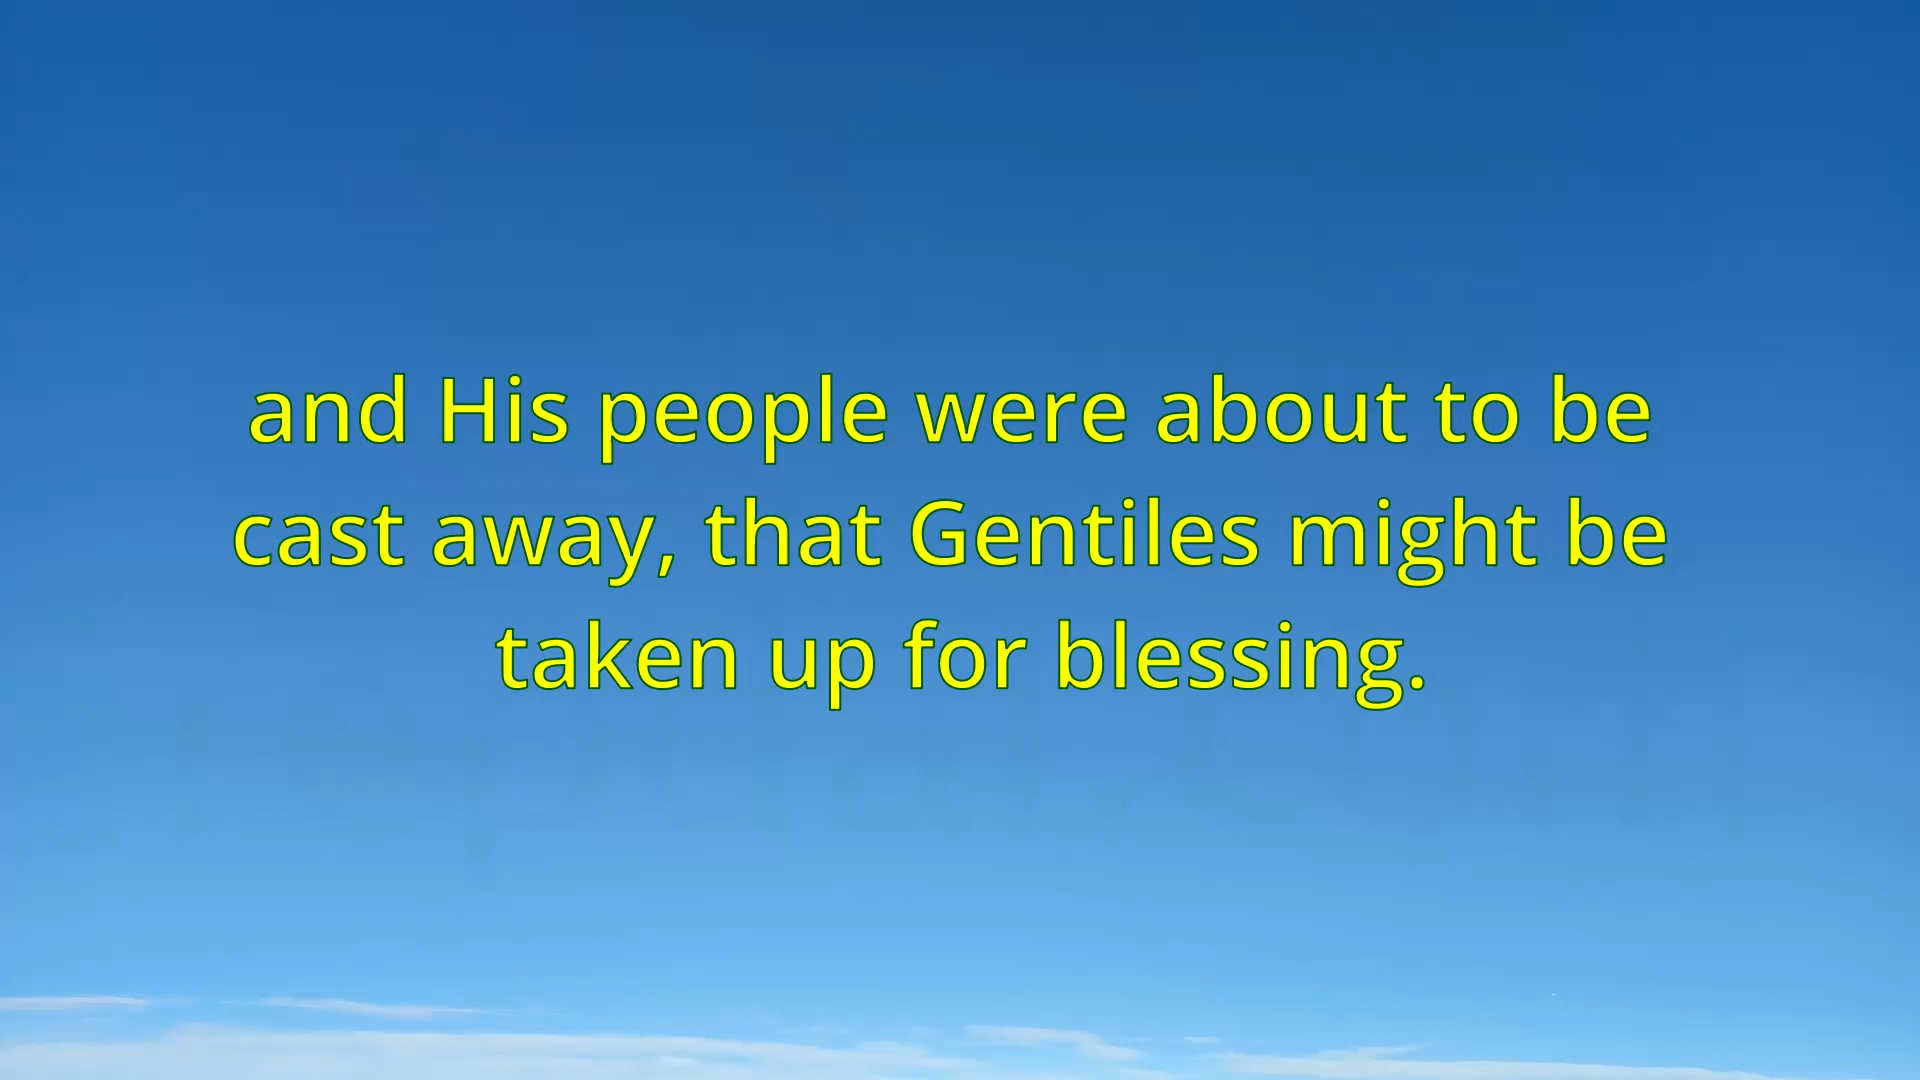 and His people were about to be
cast away, that Gentiles might be
taken up for blessing.